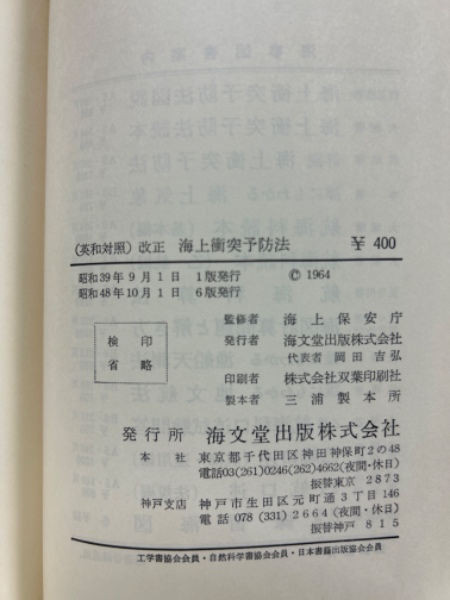 (英和対照) 改正 海上衝突予防法 ¥ 400
昭和39年9月1日 1版発行 © 1964
昭和48年10月1日 6版発行
検印
省略
監修者 海上保安庁
発行者 海文堂出版株式会社
代表者 岡田吉弘
印刷者 株式会社双葉印刷社
製本者 三浦製本所
発行所 海文堂出版株式会社
本社 東京都千代田区神田神保町2の48
電話03(261)0246(262)4662(夜間・休日)
振替東京 2873
神戸支店 神戸市生田区元町通3丁目146
電話 078 (331) 2664 (夜間・休日)
振替神戸 815
工学書協会会員・自然科学書協会会員・日本書籍出版協会会員